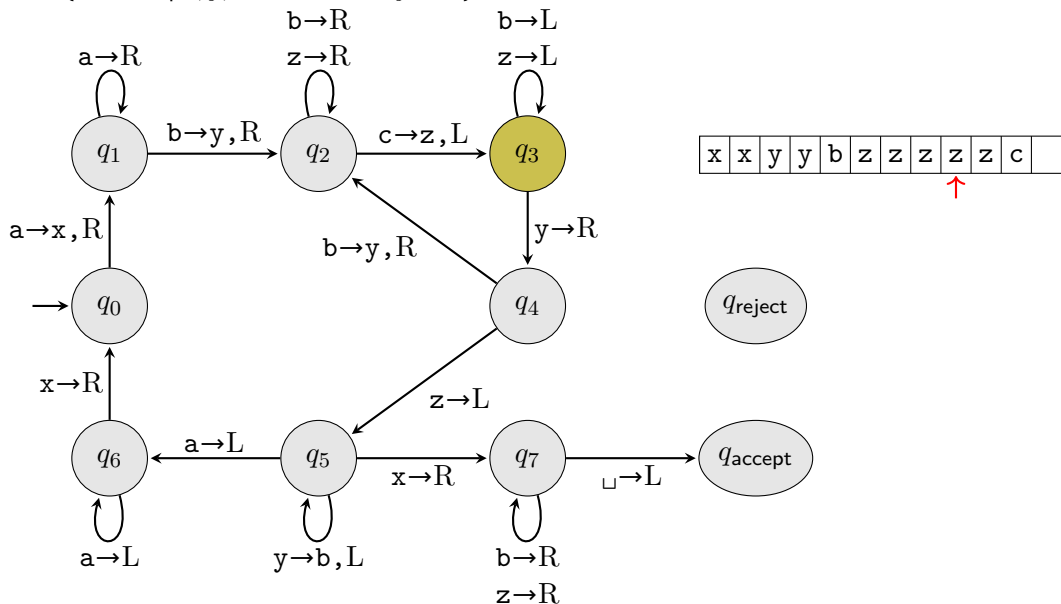 b→R
b→L
a→R
z→R
z→L
q1
b→y,R
q2
c→z,L
q3
x x y y b z z z z z c
a→x,R
b→y,R
y→R
q0
q4
qreject
x→R
z→L
q6
a→L
q5
x→R
q7
␣→L
qaccept
a→L
y→b,L
b→R
z→R